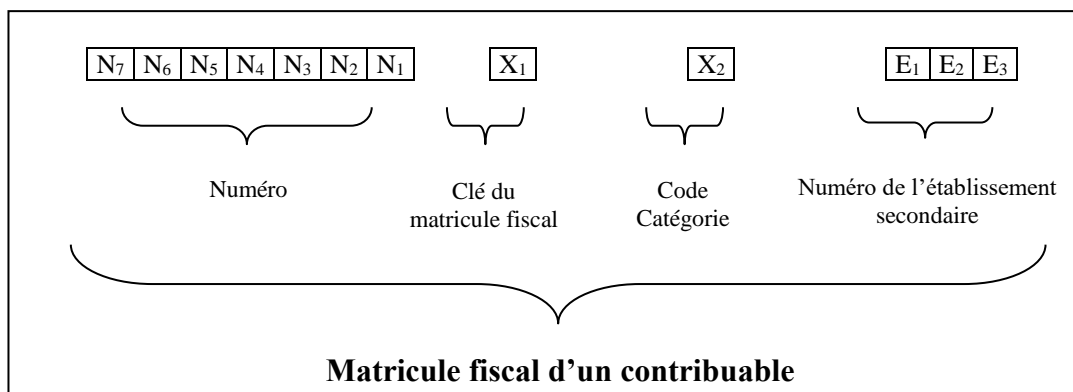 N7 N6 N5 N4 N3 N2 N1 X1 X2 E1 E2 E3
Numéro Clé du matricule fiscal Code Catégorie Numéro de l’établissement secondaire
Matricule fiscal d’un contribuable